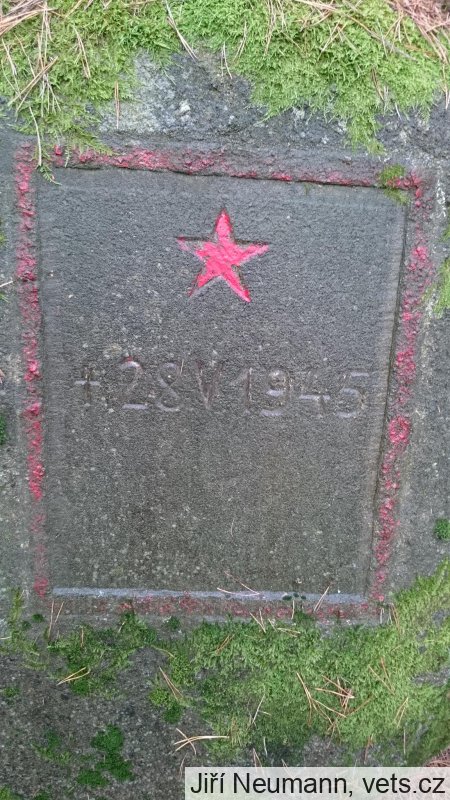 + 28 V 1945
Jiří Neumann, vets.cz